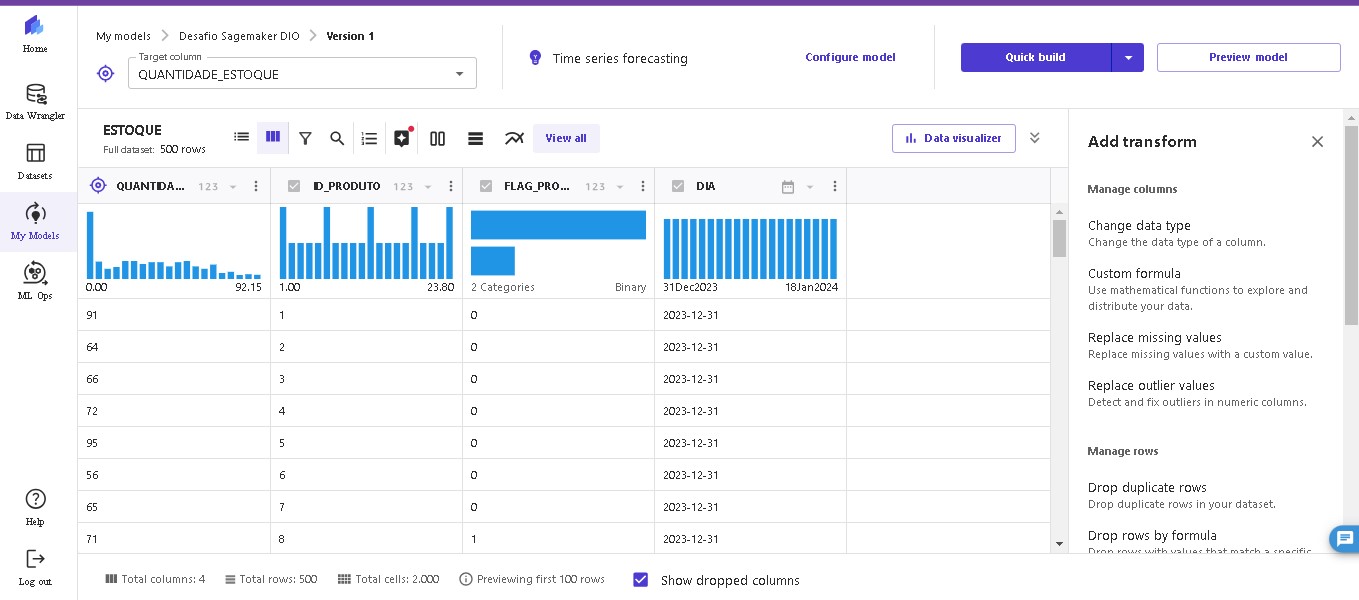 Home
Data Wrangler
Datasets
My Models
ML Ops
Help
Log out
My models > Desafio Sagemaker DIO > Version 1
Target column
QUANTIDADE_ESTOQUE
Time series forecasting
Configure model
Quick build
Preview model
ESTOQUE
Full dataset: 500 rows
View all
Data visualizer
QUANTIDA... 123 ID_PRODUTO 123 FLAG_PRO... 123 DIA
0.00 92.15 1.00 23.80 2 Categories Binary 31Dec2023 18Jan2024
91 1 0 2023-12-31
64 2 0 2023-12-31
66 3 0 2023-12-31
72 4 0 2023-12-31
95 5 0 2023-12-31
56 6 0 2023-12-31
65 7 0 2023-12-31
71 8 1 2023-12-31
Total columns: 4 Total rows: 500 Total cells: 2.000 Previewing first 100 rows Show dropped columns
Add transform
Manage columns
Change data type
Change the data type of a column.
Custom formula
Use mathematical functions to explore and
distribute your data.
Replace missing values
Replace missing values with a custom value.
Replace outlier values
Detect and fix outliers in numeric columns.
Manage rows
Drop duplicate rows
Drop duplicate rows in your dataset.
Drop rows by formula
Drop rows with values that match a specific